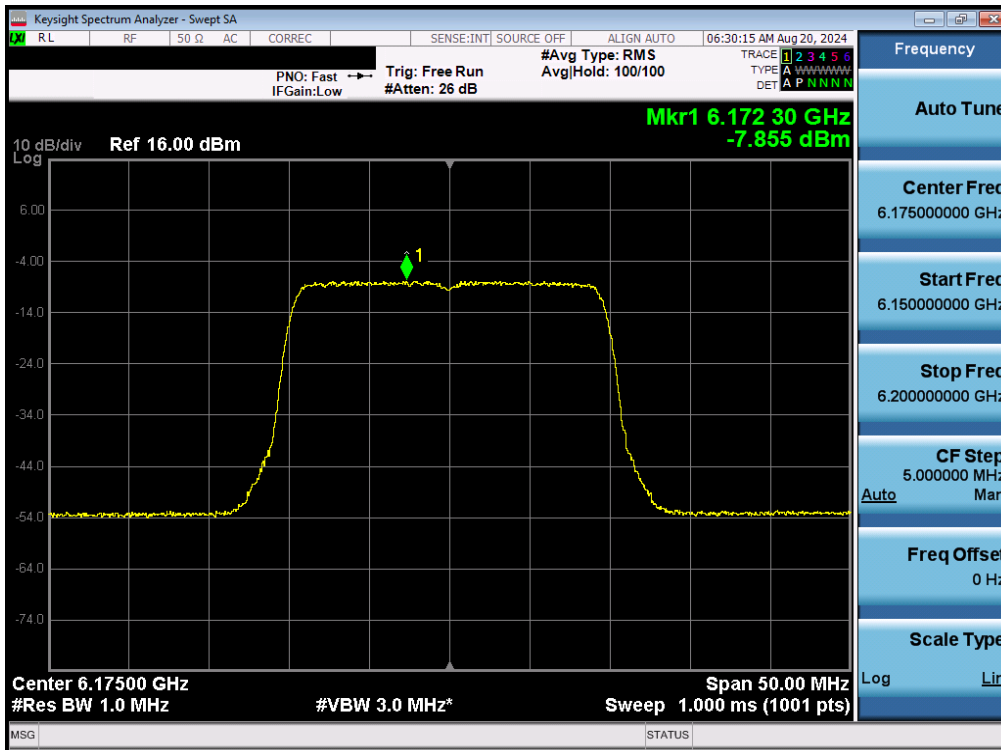 Keysight Spectrum Analyzer - Swept SA
LXI RL RF 50 Ω AC CORREC SENSE:INT SOURCE OFF ALIGN AUTO 06:30:15 AM Aug 20, 2024
PNO: Fast
IFGain:Low
Trig: Free Run
#Atten: 26 dB
#Avg Type: RMS
Avg|Hold: 100/100
TRACE 1 2 3 4 5 6
TYPE A WWWWW
DET A P N N N N
Mkr1 6.172 30 GHz
-7.855 dBm
10 dB/div Ref 16.00 dBm
Log
1
6.00
-4.00
-14.0
-24.0
-34.0
-44.0
-54.0
-64.0
-74.0
Center 6.17500 GHz
Span 50.00 MHz
#Res BW 1.0 MHz
#VBW 3.0 MHz*
Sweep 1.000 ms (1001 pts)
MSG
STATUS
Frequency
Auto Tune
Center Freq
6.175000000 GHz
Start Freq
6.150000000 GHz
Stop Freq
6.200000000 GHz
CF Step
5.000000 MHz
Auto Man
Freq Offset
0 Hz
Scale Type
Log Lin